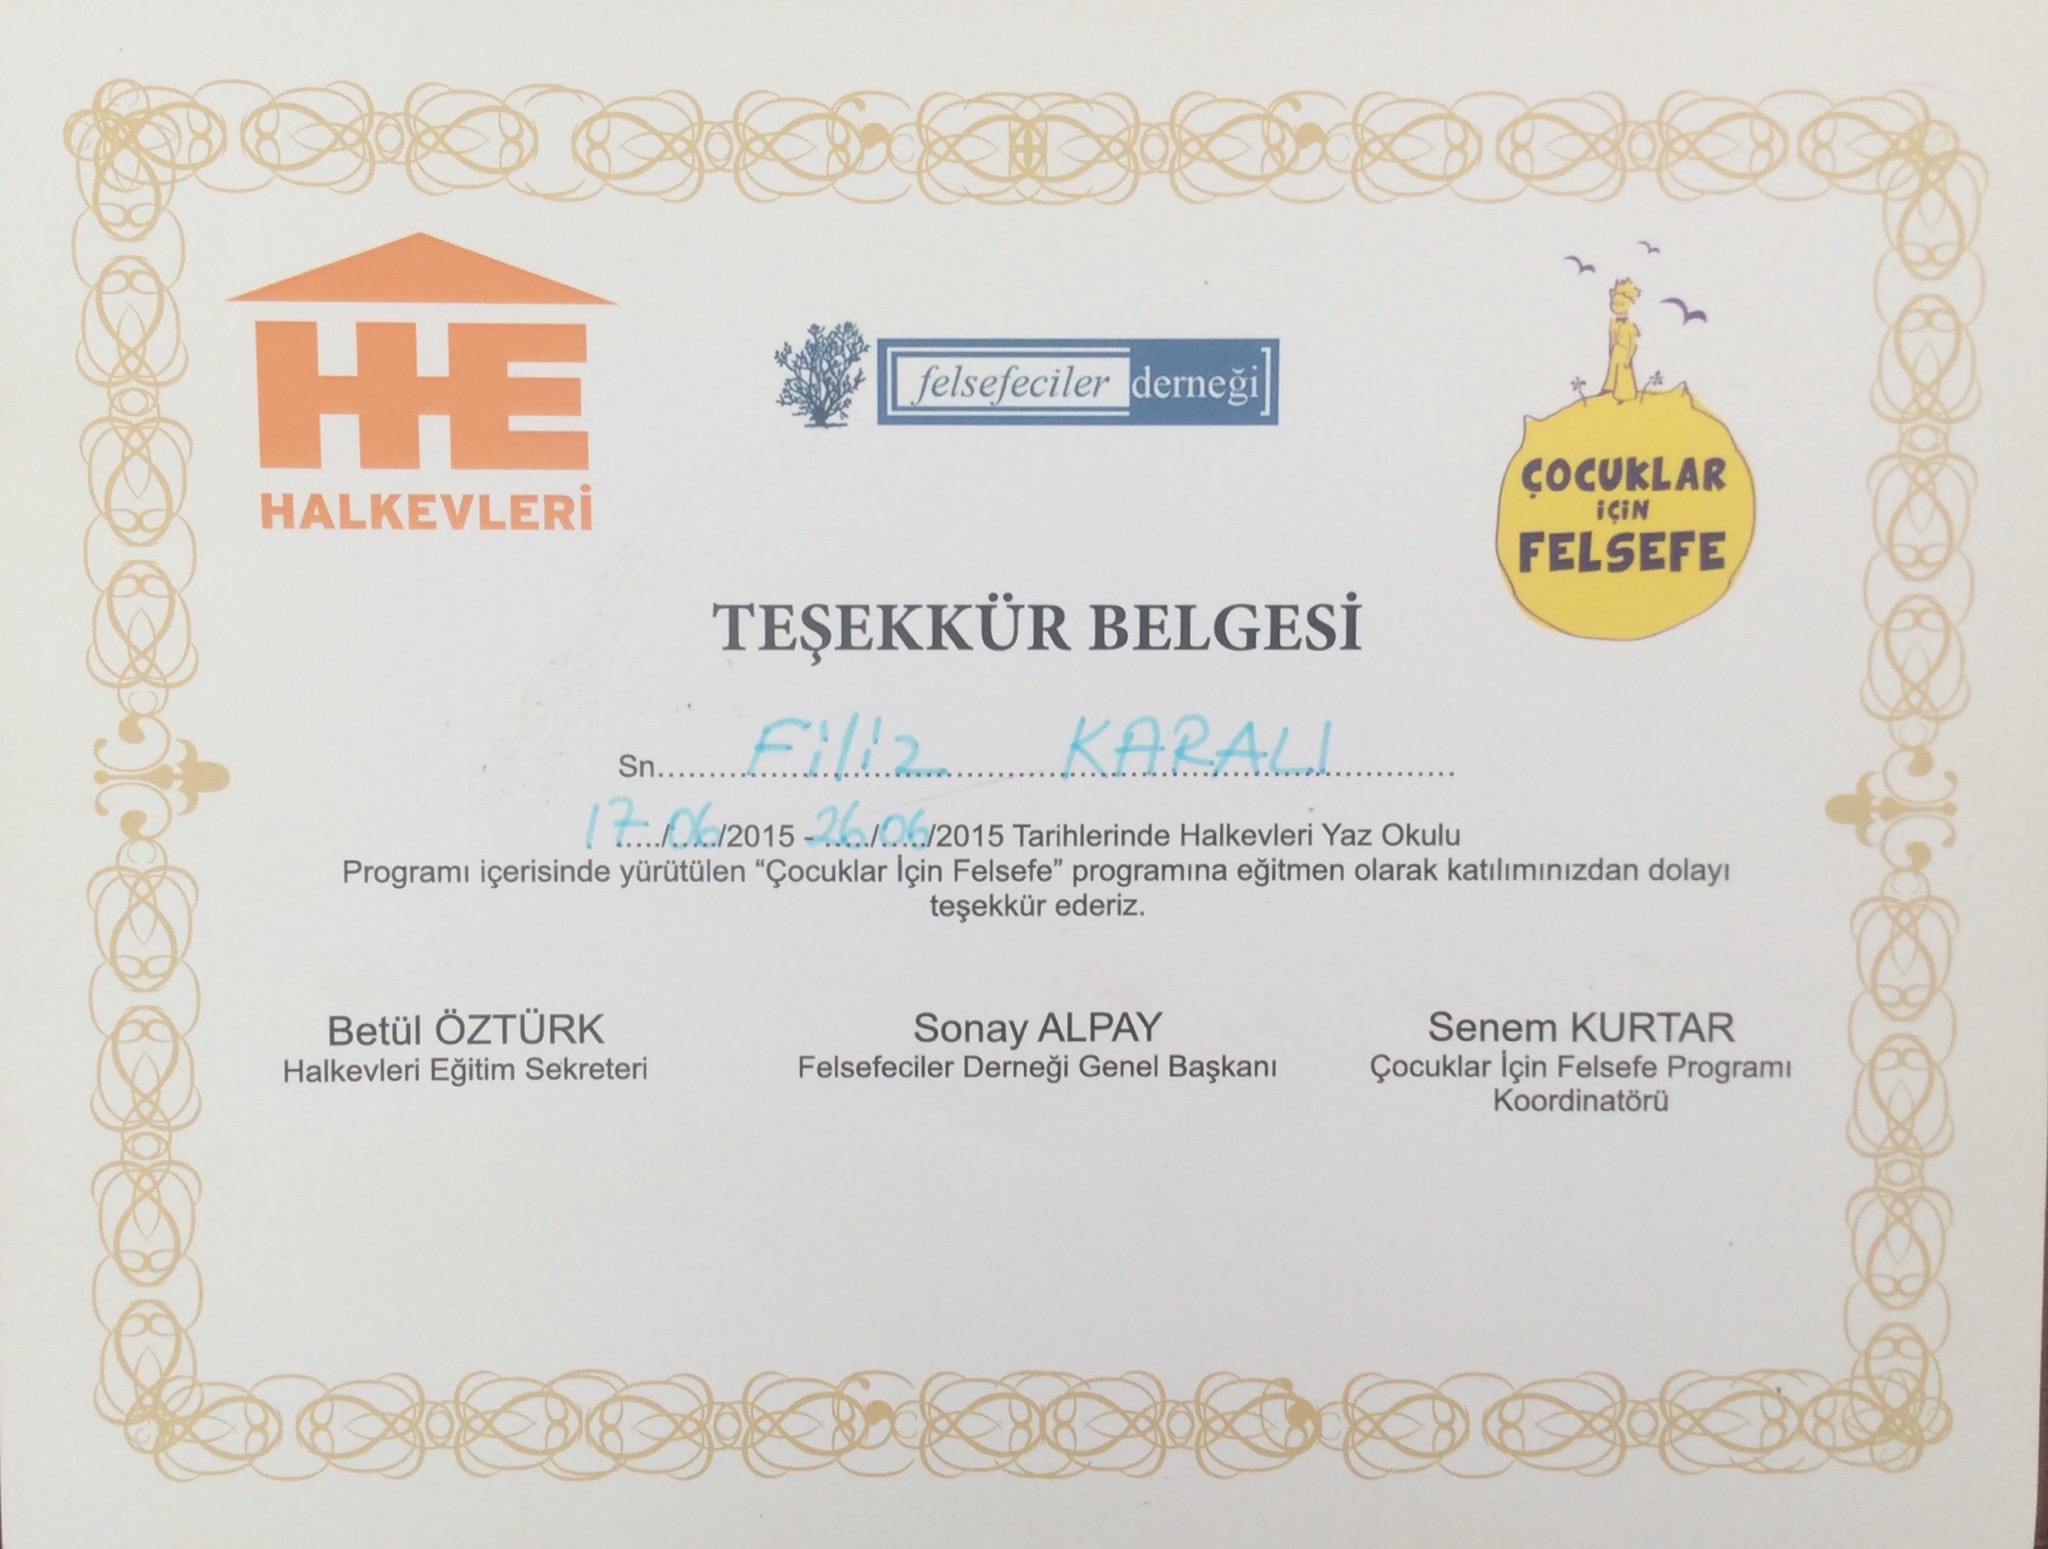 HALKEVLERİ
felsefeciler derneği
ÇOCUKLAR
İÇİN
FELSEFE
TEŞEKKÜR BELGESİ
Sn. Filiz KARALI
17/06/2015 - 26/06/2015 Tarihlerinde Halkevleri Yaz Okulu
Programı içerisinde yürütülen “Çocuklar İçin Felsefe” programına eğitmen olarak katılımınızdan dolayı
teşekkür ederiz.
Betül ÖZTÜRK
Halkevleri Eğitim Sekreteri
Sonay ALPAY
Felsefeciler Derneği Genel Başkanı
Senem KURTAR
Çocuklar İçin Felsefe Programı
Koordinatörü